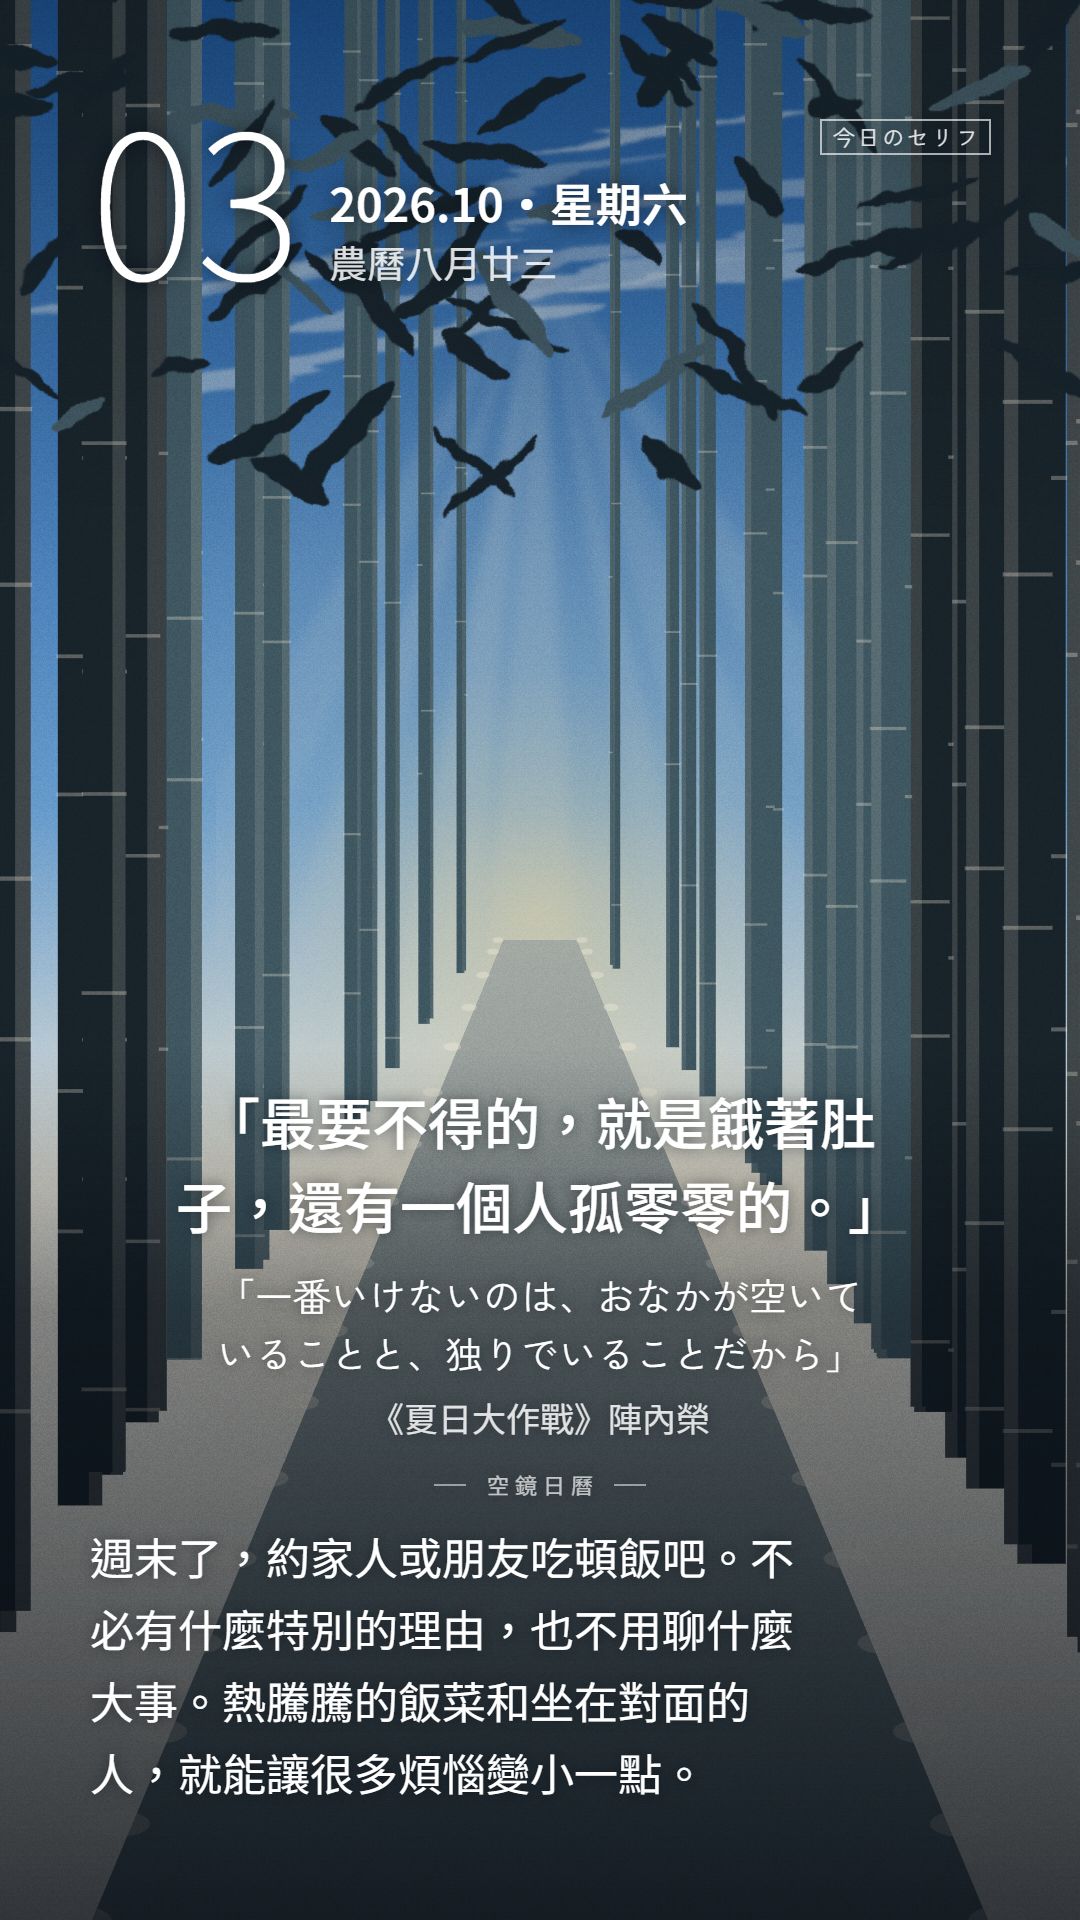 03
今日のセリフ
2026.10・星期六
農曆八月廿三
「最要不得的，就是餓著肚
子，還有一個人孤零零的。」
「一番いけないのは、おなかが空いて
いることと、独りでいることだから」
《夏日大作戰》陣內榮
空鏡日曆
週末了，約家人或朋友吃頓飯吧。不
必有什麼特別的理由，也不用聊什麼
大事。熱騰騰的飯菜和坐在對面的
人，就能讓很多煩惱變小一點。